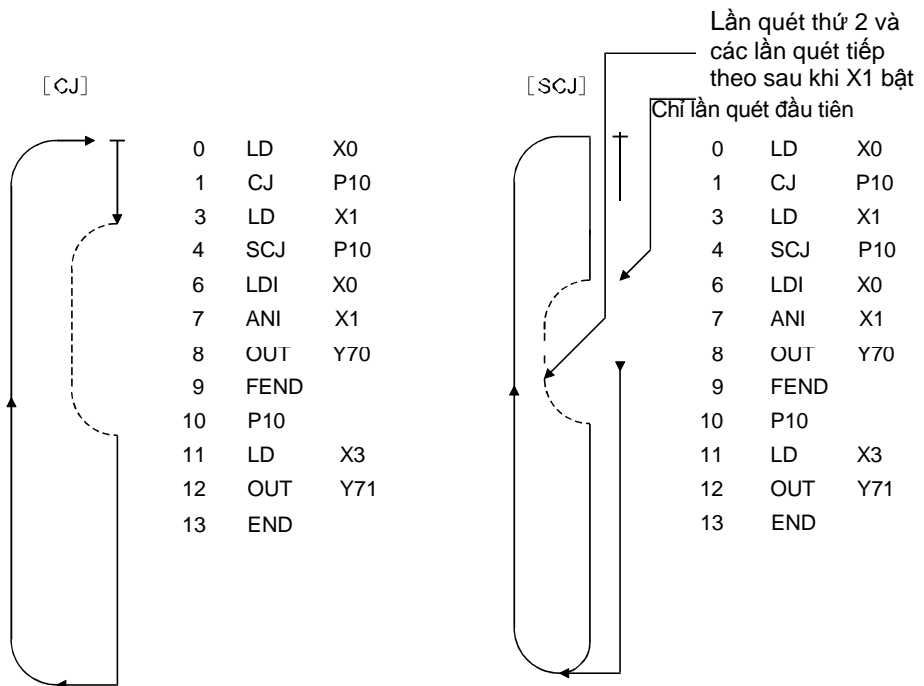 Lần quét thứ 2 và
các lần quét tiếp
theo sau khi X1 bật
Chỉ lần quét đầu tiên
[CJ]
0 LD X0
1 CJ P10
3 LD X1
4 SCJ P10
6 LDI X0
7 ANI X1
8 OUT Y70
9 FEND
10 P10
11 LD X3
12 OUT Y71
13 END
[SCJ]
0 LD X0
1 CJ P10
3 LD X1
4 SCJ P10
6 LDI X0
7 ANI X1
8 OUT Y70
9 FEND
10 P10
11 LD X3
12 OUT Y71
13 END